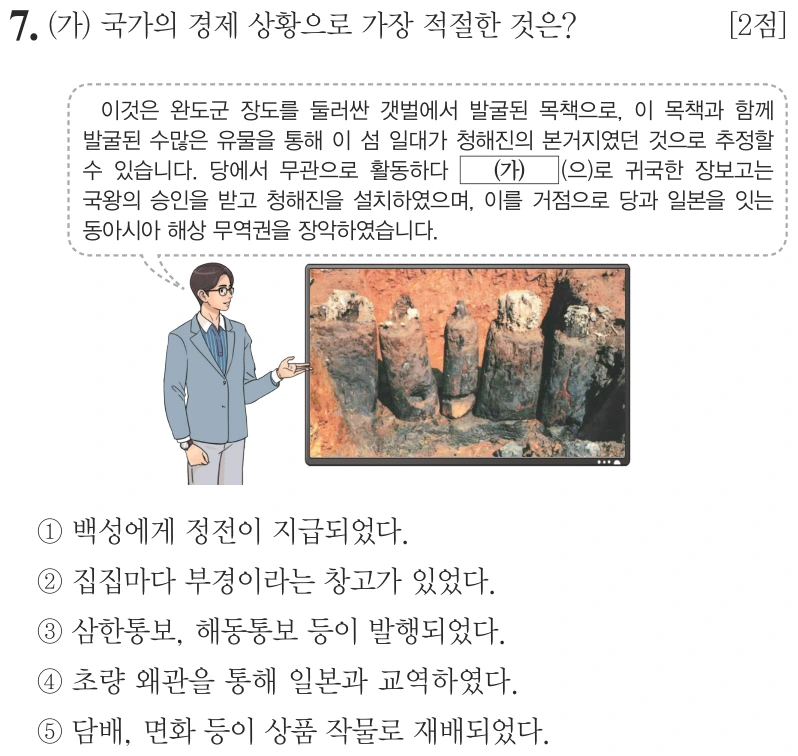 7. (가) 국가의 경제 상황으로 가장 적절한 것은? [2점]
이것은 완도군 장도를 둘러싼 갯벌에서 발굴된 목책으로, 이 목책과 함께
발굴된 수많은 유물을 통해 이 섬 일대가 청해진의 본거지였던 것으로 추정할
수 있습니다. 당에서 무관으로 활동하다 (가) (으)로 귀국한 장보고는
국왕의 승인을 받고 청해진을 설치하였으며, 이를 거점으로 당과 일본을 잇는
동아시아 해상 무역권을 장악하였습니다.
① 백성에게 정전이 지급되었다.
② 집집마다 부경이라는 창고가 있었다.
③ 삼한통보, 해동통보 등이 발행되었다.
④ 초량 왜관을 통해 일본과 교역하였다.
⑤ 담배, 면화 등이 상품 작물로 재배되었다.